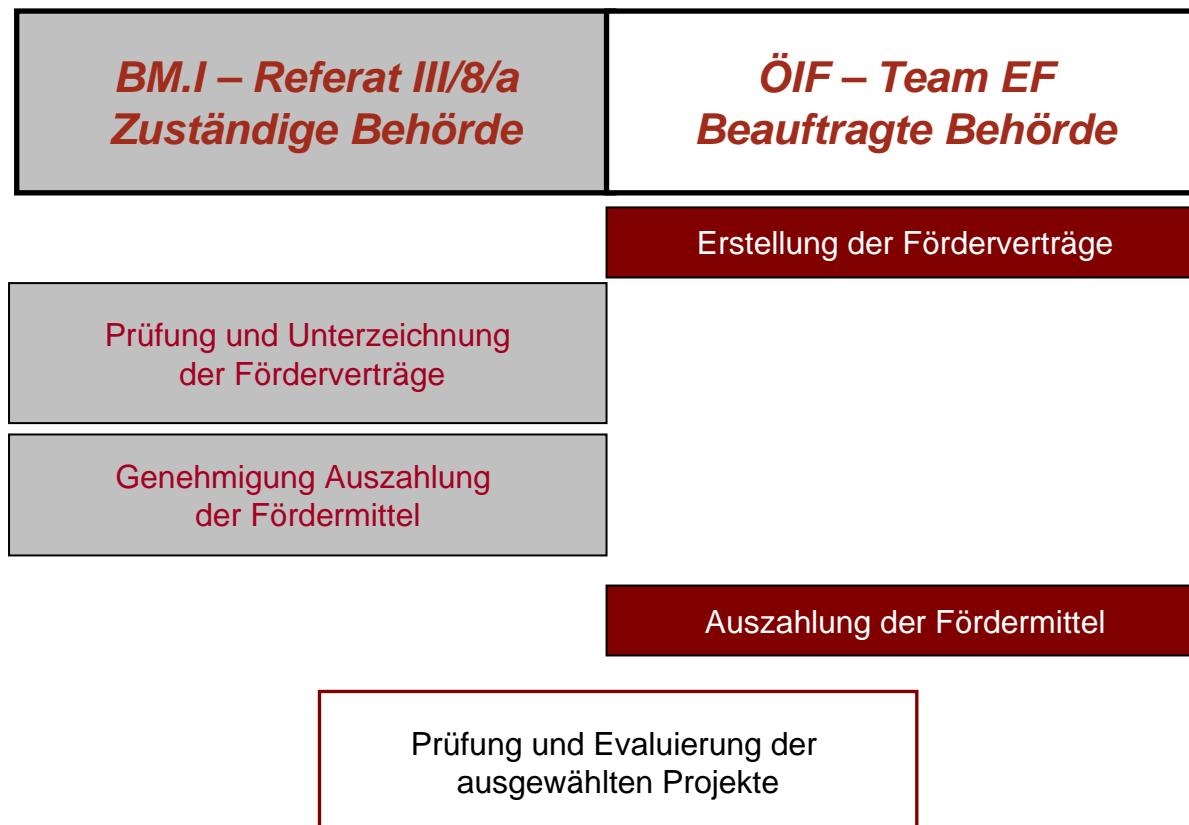 BM.I – Referat III/8/a
Zuständige Behörde
ÖIF – Team EF
Beauftragte Behörde
Erstellung der Förderverträge
Prüfung und Unterzeichnung
der Förderverträge
Genehmigung Auszahlung
der Fördermittel
Auszahlung der Fördermittel
Prüfung und Evaluierung der
ausgewählten Projekte